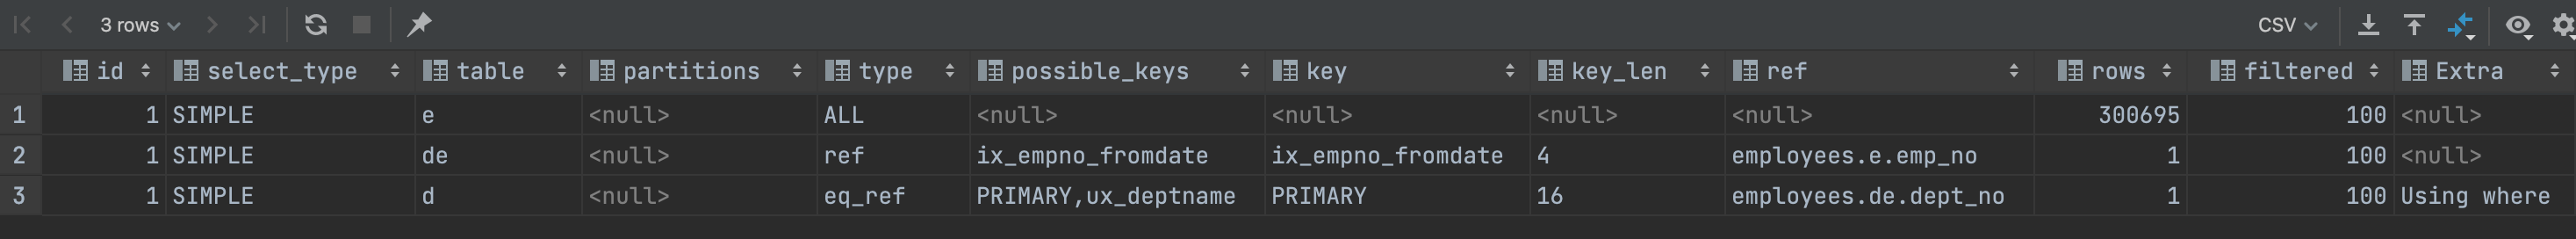 3 rows CSV
id select_type table partitions type possible_keys key key_len ref rows filtered Extra
1 1 SIMPLE e <null> ALL <null> <null> <null> <null> 300695 100 <null>
2 1 SIMPLE de <null> ref ix_empno_fromdate ix_empno_fromdate 4 employees.e.emp_no 1 100 <null>
3 1 SIMPLE d <null> eq_ref PRIMARY,ux_deptname PRIMARY 16 employees.de.dept_no 1 100 Using where